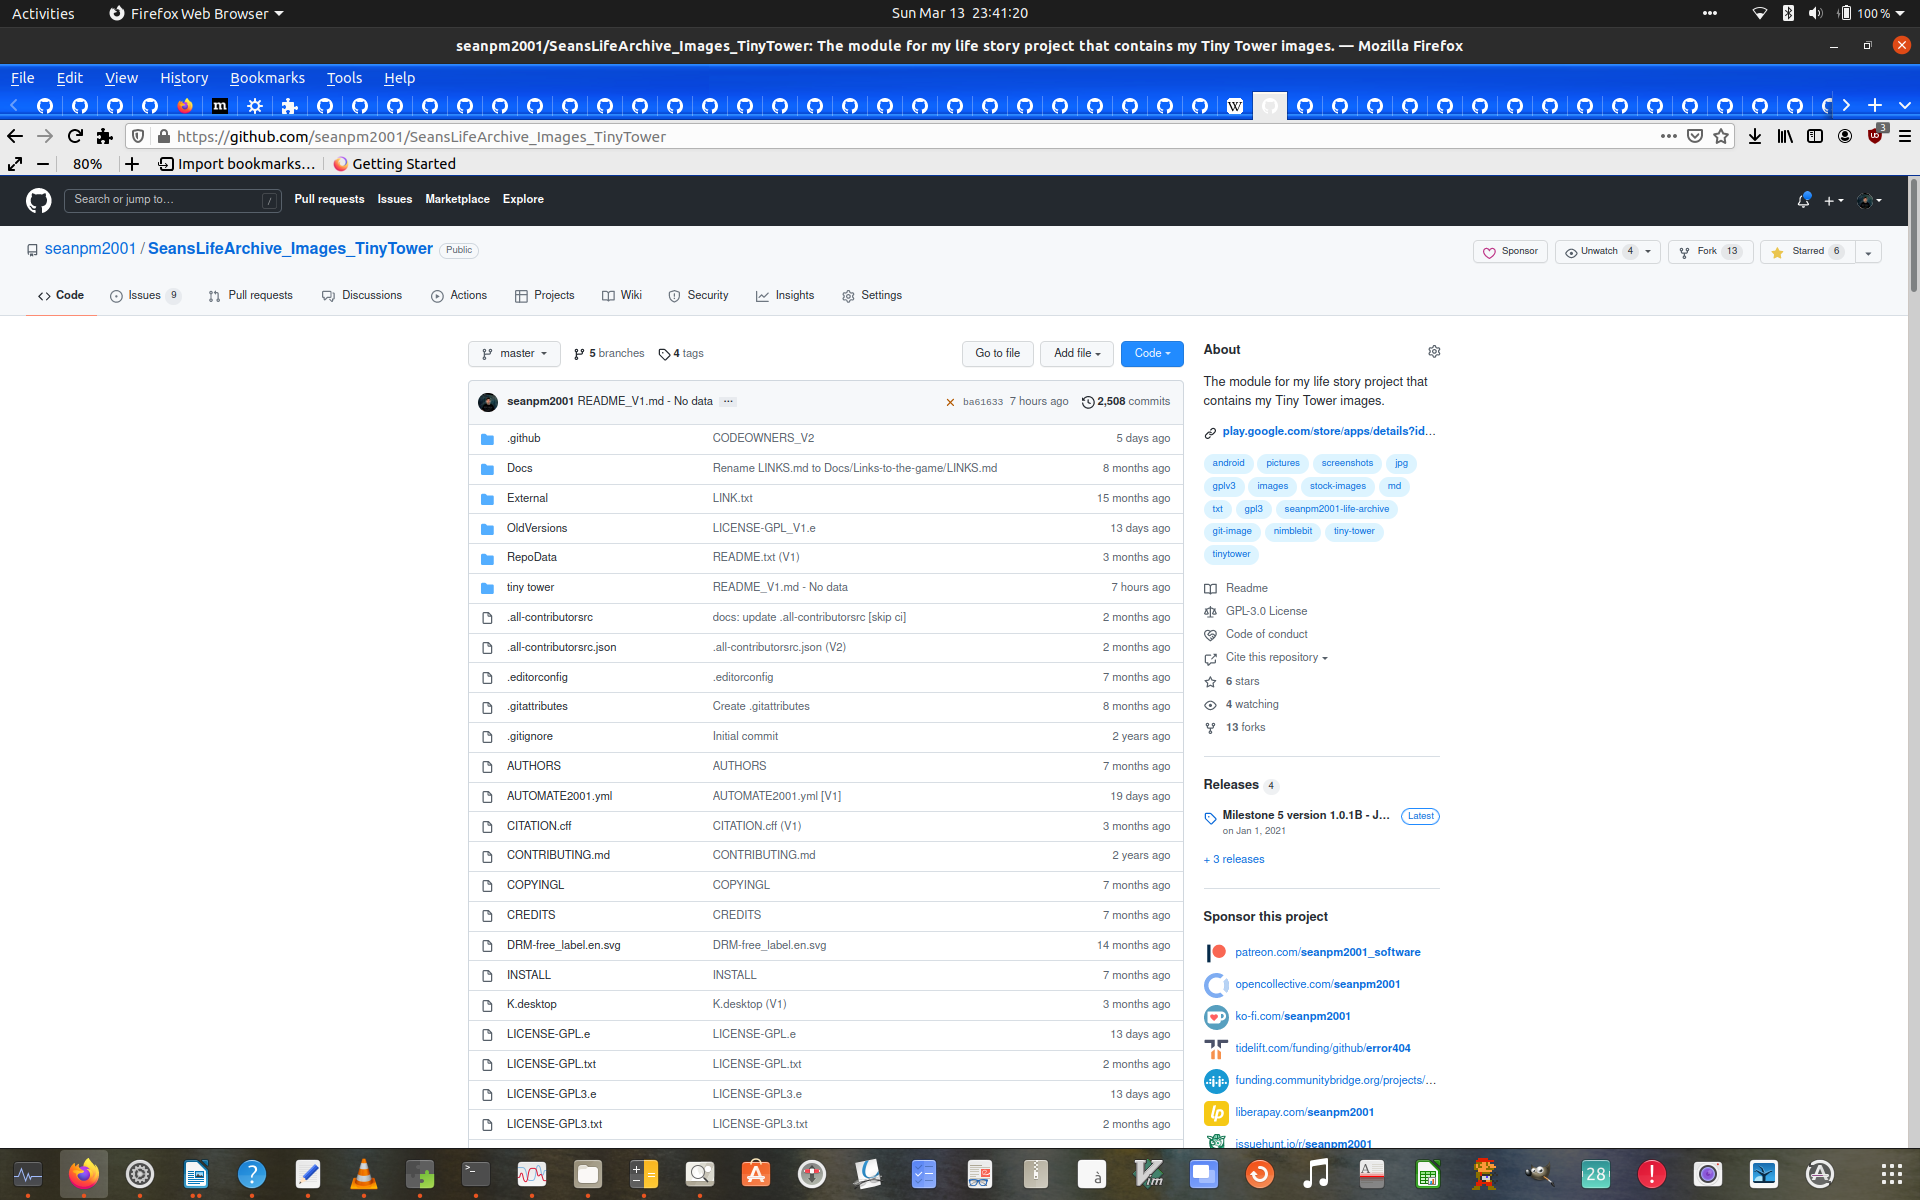 Activities Firefox Web Browser Sun Mar 13 23:41:20 100 %
seanpm2001/SeansLifeArchive_Images_TinyTower: The module for my life story project that contains my Tiny Tower images. — Mozilla Firefox
File Edit View History Bookmarks Tools Help
https://github.com/seanpm2001/SeansLifeArchive_Images_TinyTower 3
80% Import bookmarks… Getting Started
Search or jump to… / Pull requests Issues Marketplace Explore
seanpm2001 / SeansLifeArchive_Images_TinyTower Public Sponsor Unwatch 4 Fork 13 Starred 6
Code Issues 9 Pull requests Discussions Actions Projects Wiki Security Insights Settings
master 5 branches 4 tags Go to file Add file Code
seanpm2001 README_V1.md - No data ba61633 7 hours ago 2,508 commits
.github CODEOWNERS_V2 5 days ago
Docs Rename LINKS.md to Docs/Links-to-the-game/LINKS.md 8 months ago
External LINK.txt 15 months ago
OldVersions LICENSE-GPL_V1.e 13 days ago
RepoData README.txt (V1) 3 months ago
tiny tower README_V1.md - No data 7 hours ago
.all-contributorsrc docs: update .all-contributorsrc [skip ci] 2 months ago
.all-contributorsrc.json .all-contributorsrc.json (V2) 2 months ago
.editorconfig .editorconfig 7 months ago
.gitattributes Create .gitattributes 8 months ago
.gitignore Initial commit 2 years ago
AUTHORS AUTHORS 7 months ago
AUTOMATE2001.yml AUTOMATE2001.yml [V1] 19 days ago
CITATION.cff CITATION.cff (V1) 3 months ago
CONTRIBUTING.md CONTRIBUTING.md 2 years ago
COPYINGL COPYINGL 7 months ago
CREDITS CREDITS 7 months ago
DRM-free_label.en.svg DRM-free_label.en.svg 14 months ago
INSTALL INSTALL 7 months ago
K.desktop K.desktop (V1) 3 months ago
LICENSE-GPL.e LICENSE-GPL.e 13 days ago
LICENSE-GPL.txt LICENSE-GPL.txt 2 months ago
LICENSE-GPL3.e LICENSE-GPL3.e 13 days ago
LICENSE-GPL3.txt LICENSE-GPL3.txt 2 months ago
About
The module for my life story project that
contains my Tiny Tower images.
play.google.com/store/apps/details?id…
android pictures screenshots jpg
gplv3 images stock-images md
txt gpl3 seanpm2001-life-archive
git-image nimblebit tiny-tower
tinytower
Readme
GPL-3.0 License
Code of conduct
Cite this repository
6 stars
4 watching
13 forks
Releases 4
Milestone 5 version 1.0.1B - J… Latest
on Jan 1, 2021
+ 3 releases
Sponsor this project
patreon.com/seanpm2001_software
opencollective.com/seanpm2001
ko-fi.com/seanpm2001
tidelift.com/funding/github/error404
funding.communitybridge.org/projects/…
liberapay.com/seanpm2001
issuehunt.io/r/seanpm2001
28